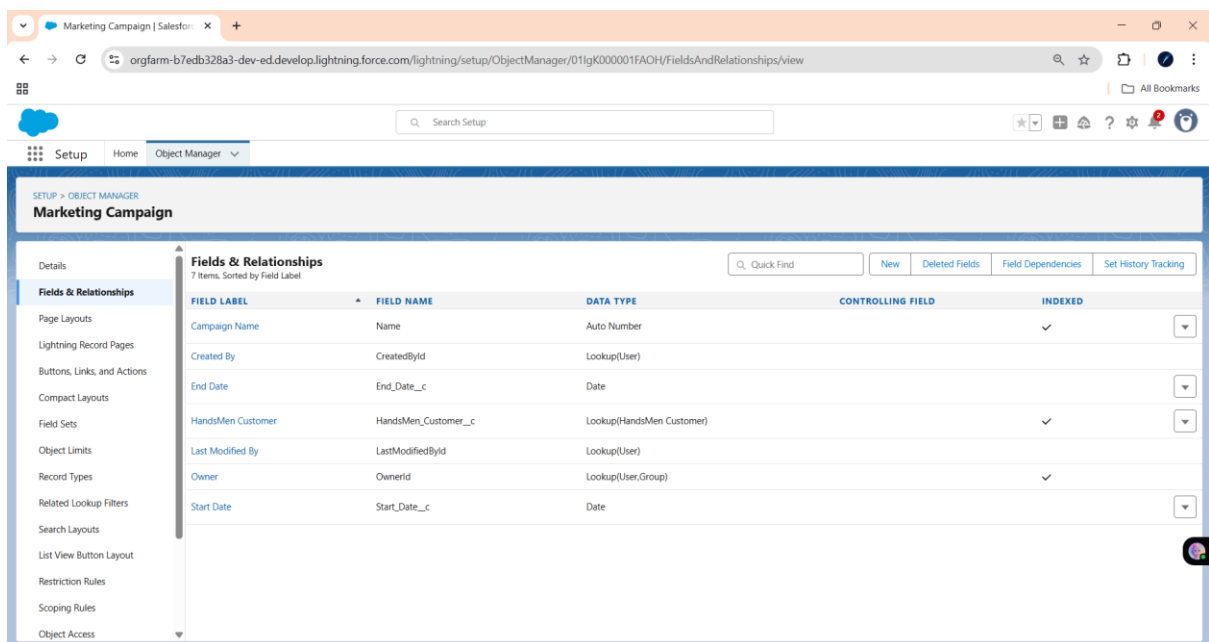 Marketing Campaign | Salesforc
orgfarm-b7edb328a3-dev-ed.develop.lightning.force.com/lightning/setup/ObjectManager/01IgK000001FAOH/FieldsAndRelationships/view
All Bookmarks
Search Setup
2
Setup Home Object Manager
SETUP > OBJECT MANAGER
Marketing Campaign
Details
Fields & Relationships
Page Layouts
Lightning Record Pages
Buttons, Links, and Actions
Compact Layouts
Field Sets
Object Limits
Record Types
Related Lookup Filters
Search Layouts
List View Button Layout
Restriction Rules
Scoping Rules
Object Access
Fields & Relationships
7 Items, Sorted by Field Label
Quick Find New Deleted Fields Field Dependencies Set History Tracking
FIELD LABEL FIELD NAME DATA TYPE CONTROLLING FIELD INDEXED
Campaign Name Name Auto Number
Created By CreatedById Lookup(User)
End Date End_Date__c Date
HandsMen Customer HandsMen_Customer__c Lookup(HandsMen Customer)
Last Modified By LastModifiedById Lookup(User)
Owner OwnerId Lookup(User,Group)
Start Date Start_Date__c Date